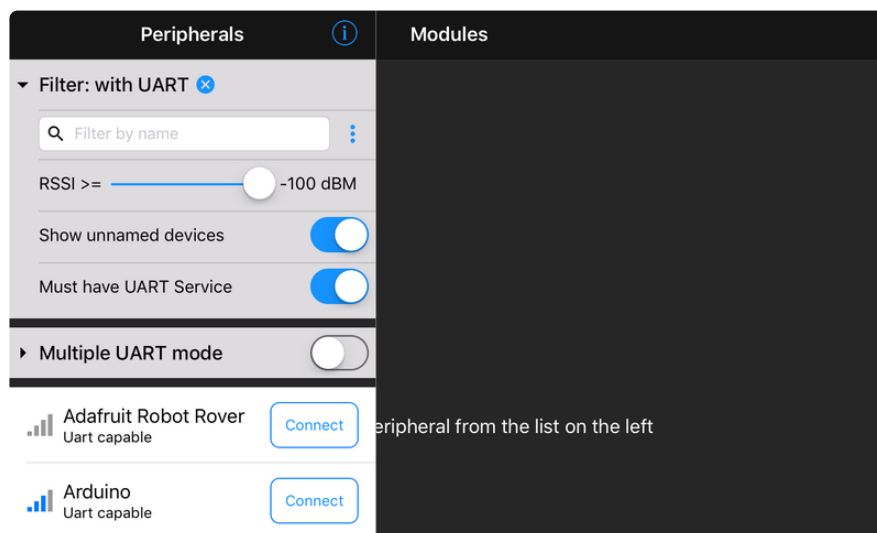 Peripherals
Modules
Filter: with UART
Filter by name
RSSI >= -100 dBM
Show unnamed devices
Must have UART Service
Multiple UART mode
Adafruit Robot Rover
Uart capable
Connect
eripheral from the list on the left
Arduino
Uart capable
Connect